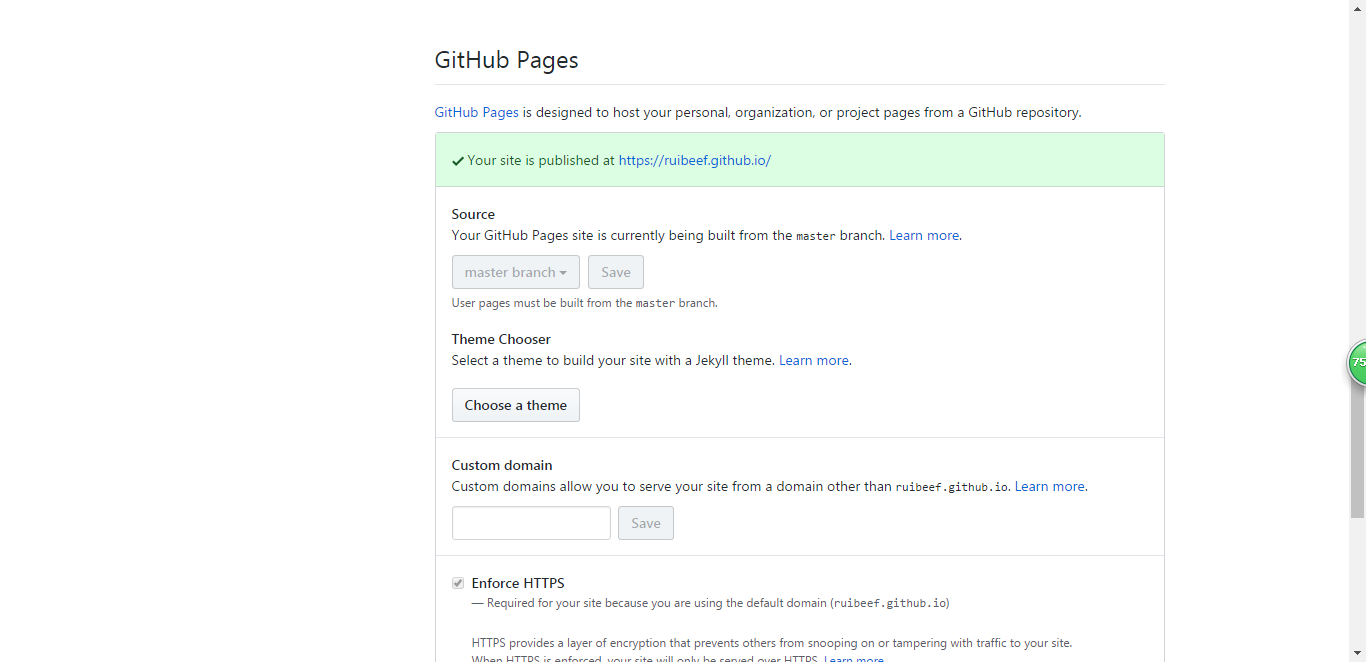 GitHub Pages
GitHub Pages is designed to host your personal, organization, or project pages from a GitHub repository.
Your site is published at https://ruibeef.github.io/
Source
Your GitHub Pages site is currently being built from the master branch. Learn more.
master branch
Save
User pages must be built from the master branch.
Theme Chooser
Select a theme to build your site with a Jekyll theme. Learn more.
Choose a theme
Custom domain
Custom domains allow you to serve your site from a domain other than ruibeef.github.io. Learn more.
Save
Enforce HTTPS
— Required for your site because you are using the default domain (ruibeef.github.io)
HTTPS provides a layer of encryption that prevents others from snooping on or tampering with traffic to your site.
When HTTPS is enforced, your site will only be served over HTTPS. Learn more.
75